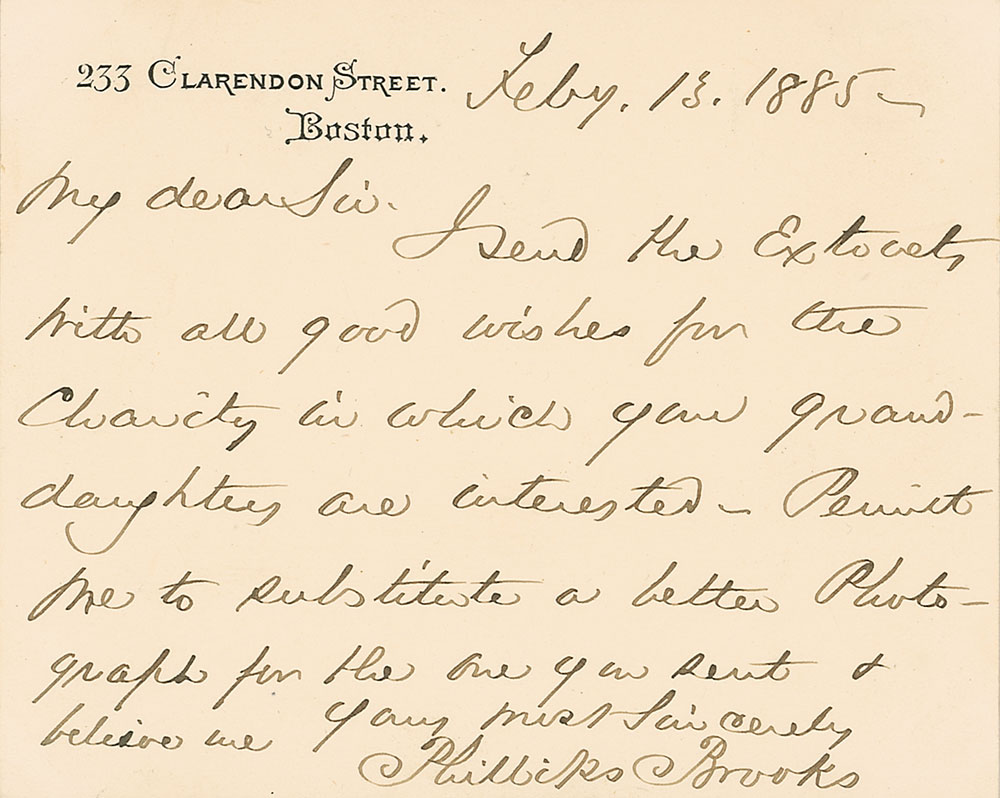 233 CLARENDON STREET.
Boston.
Feby. 13. 1885 –
My dear Sir.
I send the Extracts
with all good wishes for the
Charity in which your grand-
daughters are interested – Permit
me to substitute a better Photo-
graph for the one you sent &
believe me Yours most Sincerely
Phillips Brooks